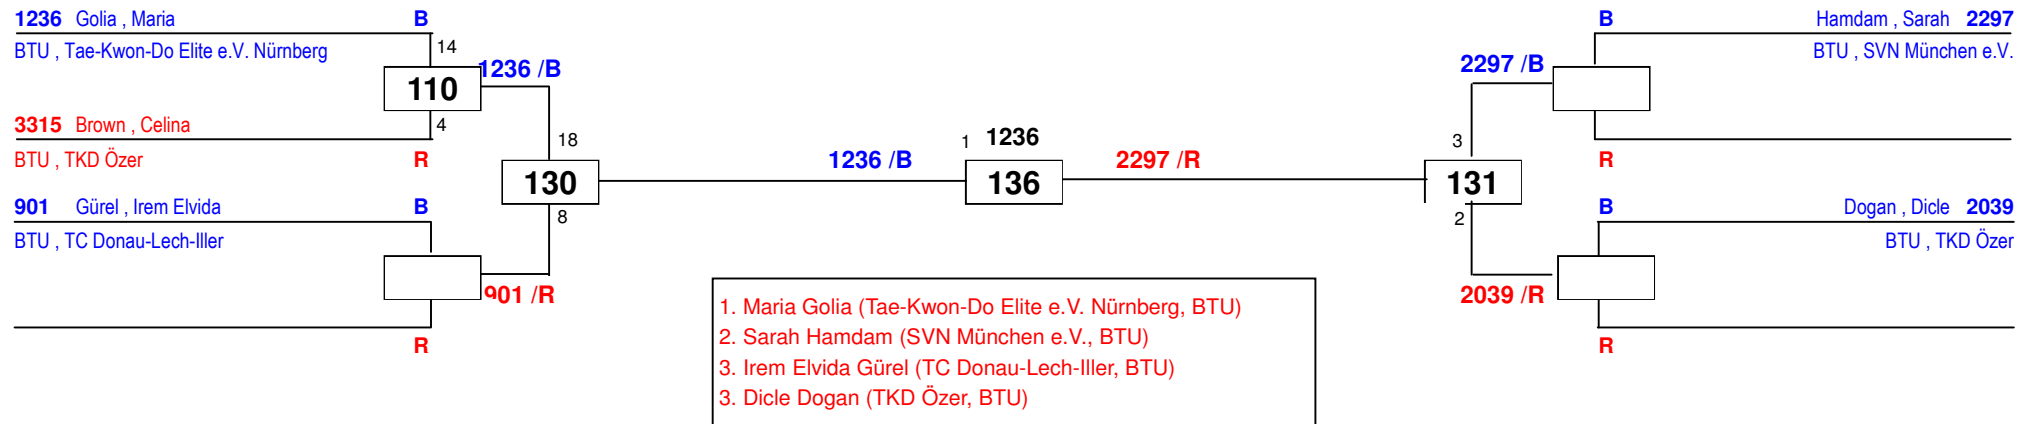 1236 Golia , Maria B
BTU , Tae-Kwon-Do Elite e.V. Nürnberg
14
110
1236 /B
3315 Brown , Celina
4
BTU , TKD Özer R
18
130
8
901 Gürel , Irem Elvida B
BTU , TC Donau-Lech-Iller
901 /R
R
1236 /B
1 1236
136
2297 /R
B Hamdam , Sarah 2297
BTU , SVN München e.V.
2297 /B
R
3
131
2
B Dogan , Dicle 2039
BTU , TKD Özer
2039 /R
R
1. Maria Golia (Tae-Kwon-Do Elite e.V. Nürnberg, BTU)
2. Sarah Hamdam (SVN München e.V., BTU)
3. Irem Elvida Gürel (TC Donau-Lech-Iller, BTU)
3. Dicle Dogan (TKD Özer, BTU)